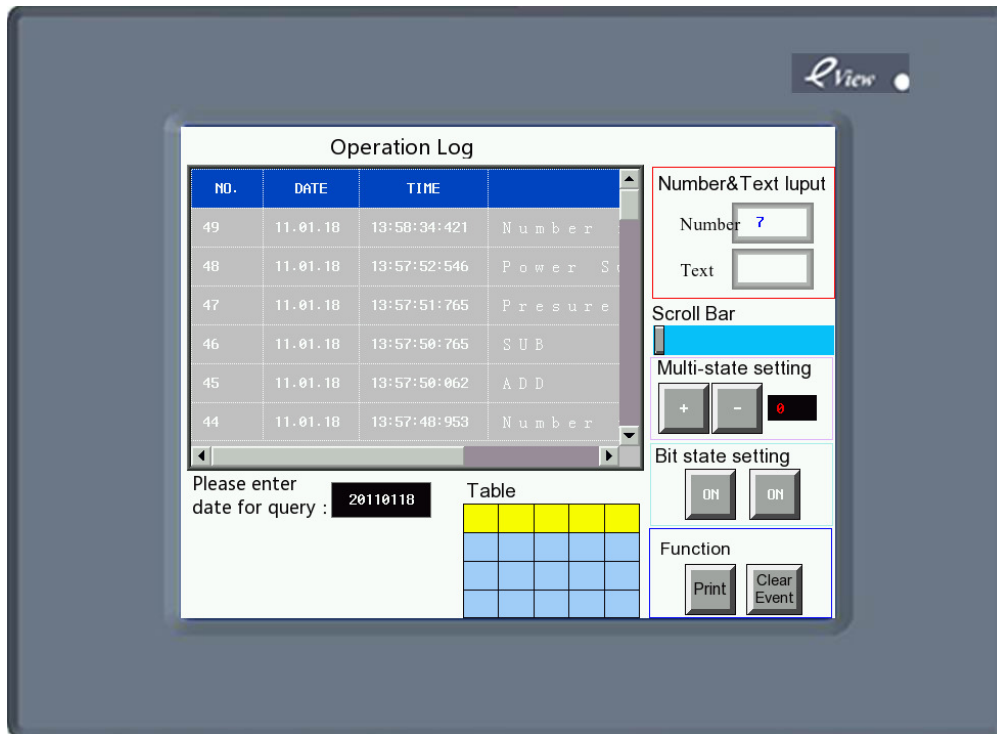 eView
Operation Log
NO. DATE TIME
49 11.01.18 13:58:34:421 Number
48 11.01.18 13:57:52:546 Power
47 11.01.18 13:57:51:765 Presure
46 11.01.18 13:57:50:765 SUB
45 11.01.18 13:57:50:062 ADD
44 11.01.18 13:57:48:953 Number
Please enter
date for query : 20110118
Table
Number&Text Iuput
Number 7
Text
Scroll Bar
Multi-state setting
+ - 0
Bit state setting
ON ON
Function
Print Clear
Event